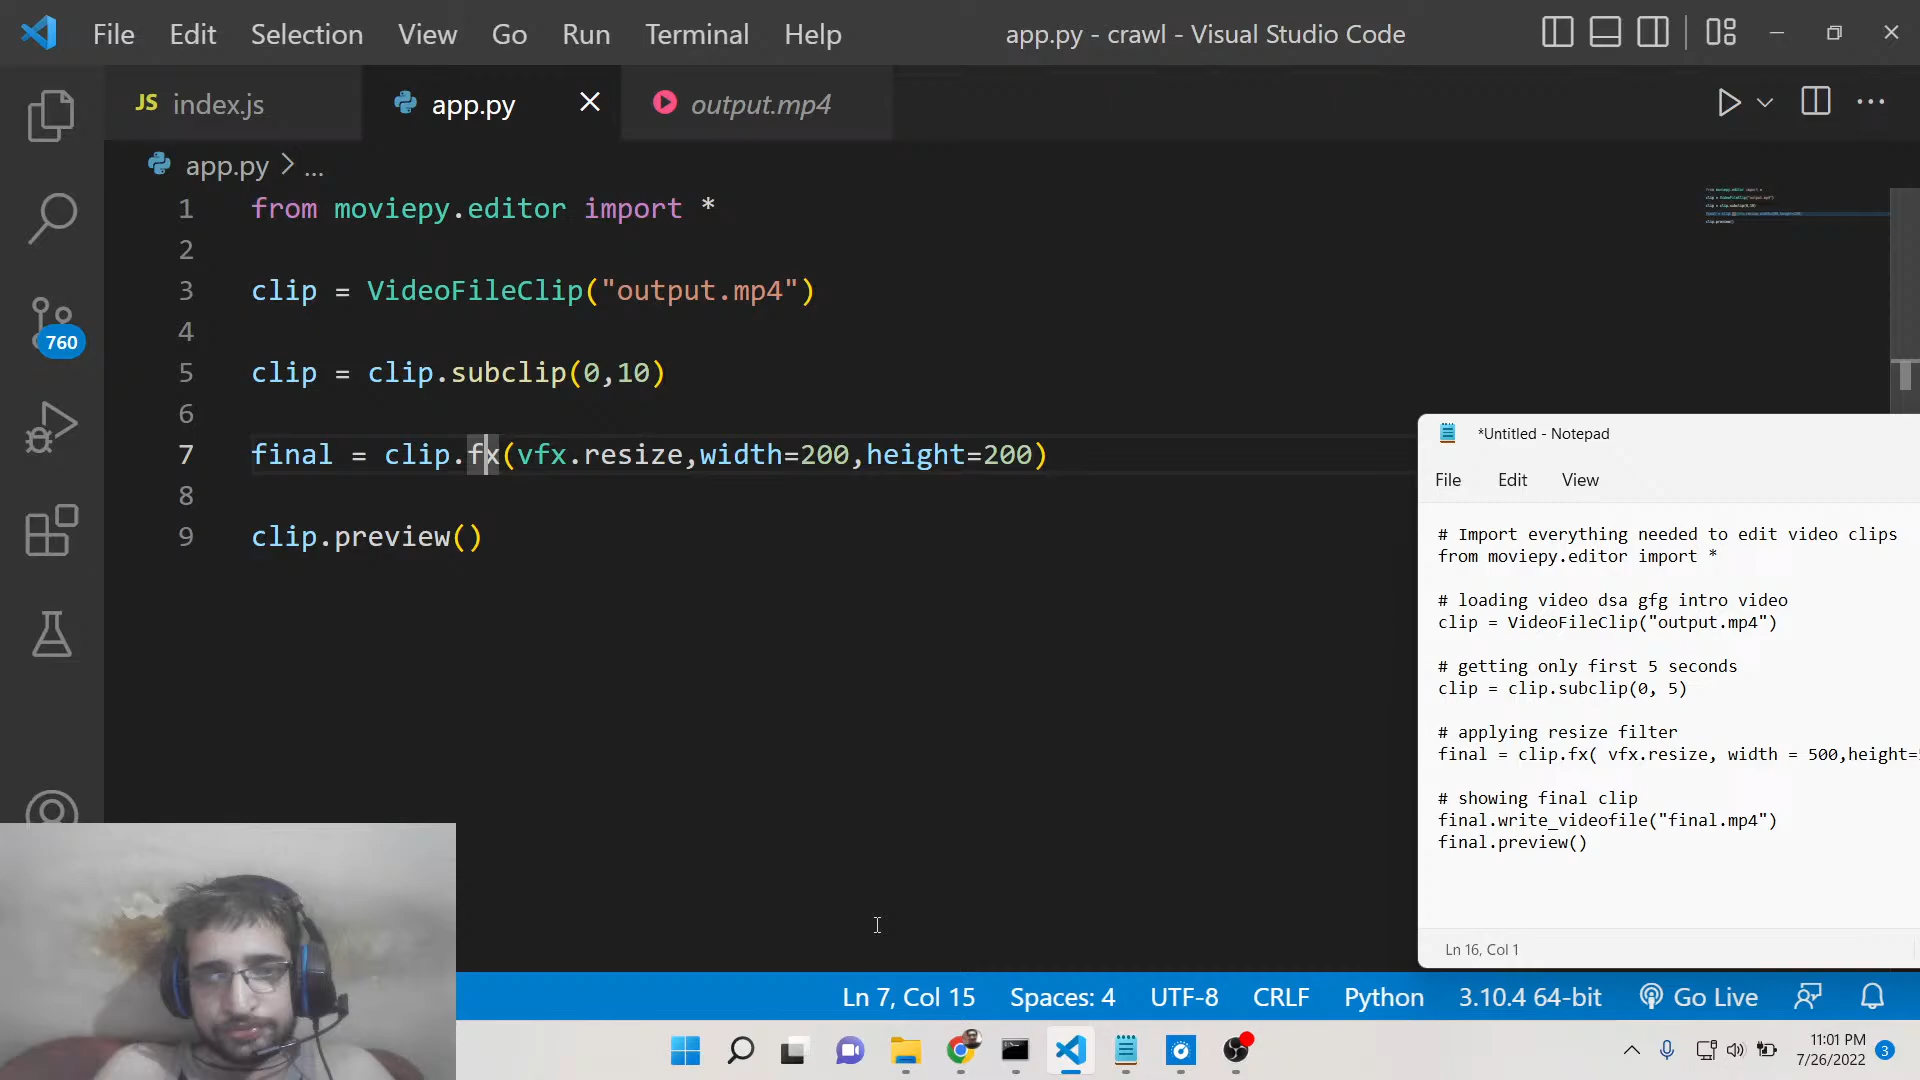 File Edit Selection View Go Run Terminal Help app.py - crawl - Visual Studio Code
JS index.js app.py output.mp4
app.py > ...
1 from moviepy.editor import *
2
3 clip = VideoFileClip("output.mp4")
4
5 clip = clip.subclip(0,10)
6
7 final = clip.fx(vfx.resize,width=200,height=200)
8
9 clip.preview()
760
*Untitled - Notepad
File Edit View
# Import everything needed to edit video clips
from moviepy.editor import *
# loading video dsa gfg intro video
clip = VideoFileClip("output.mp4")
# getting only first 5 seconds
clip = clip.subclip(0, 5)
# applying resize filter
final = clip.fx( vfx.resize, width = 500,height=
# showing final clip
final.write_videofile("final.mp4")
final.preview()
Ln 16, Col 1
Ln 7, Col 15 Spaces: 4 UTF-8 CRLF Python 3.10.4 64-bit Go Live
11:01 PM
7/26/2022 3